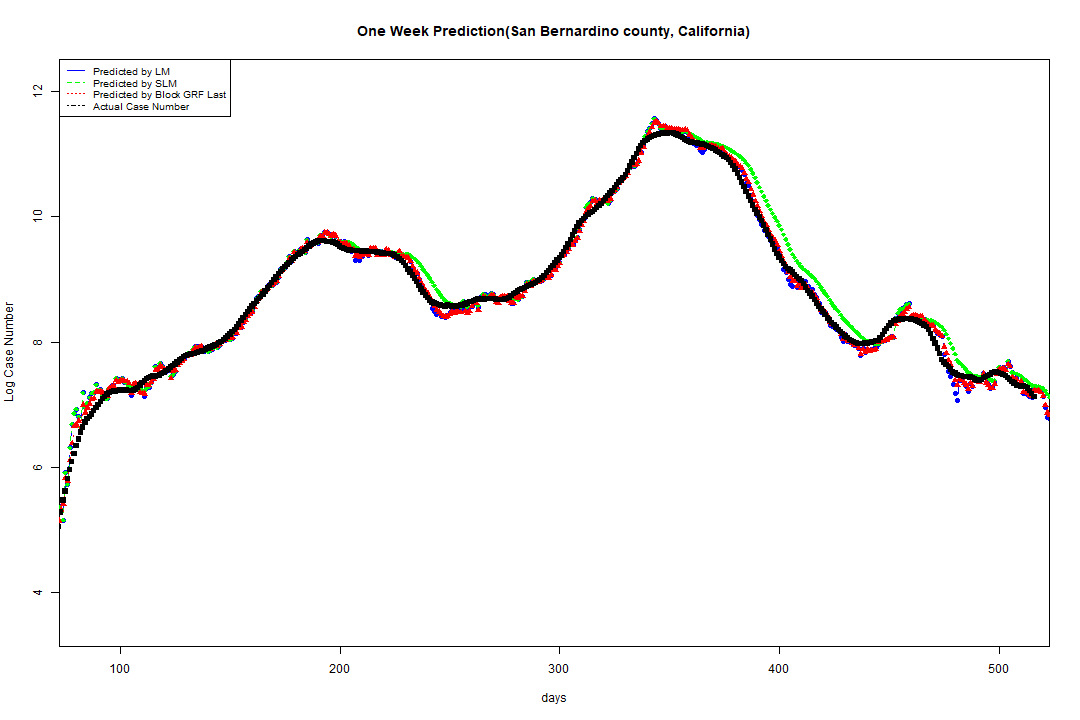 One Week Prediction(San Bernardino county, California)
Predicted by LM
Predicted by SLM
Predicted by Block GRF Last
Actual Case Number
12
10
8
6
4
Log Case Number
100 200 300 400 500
days